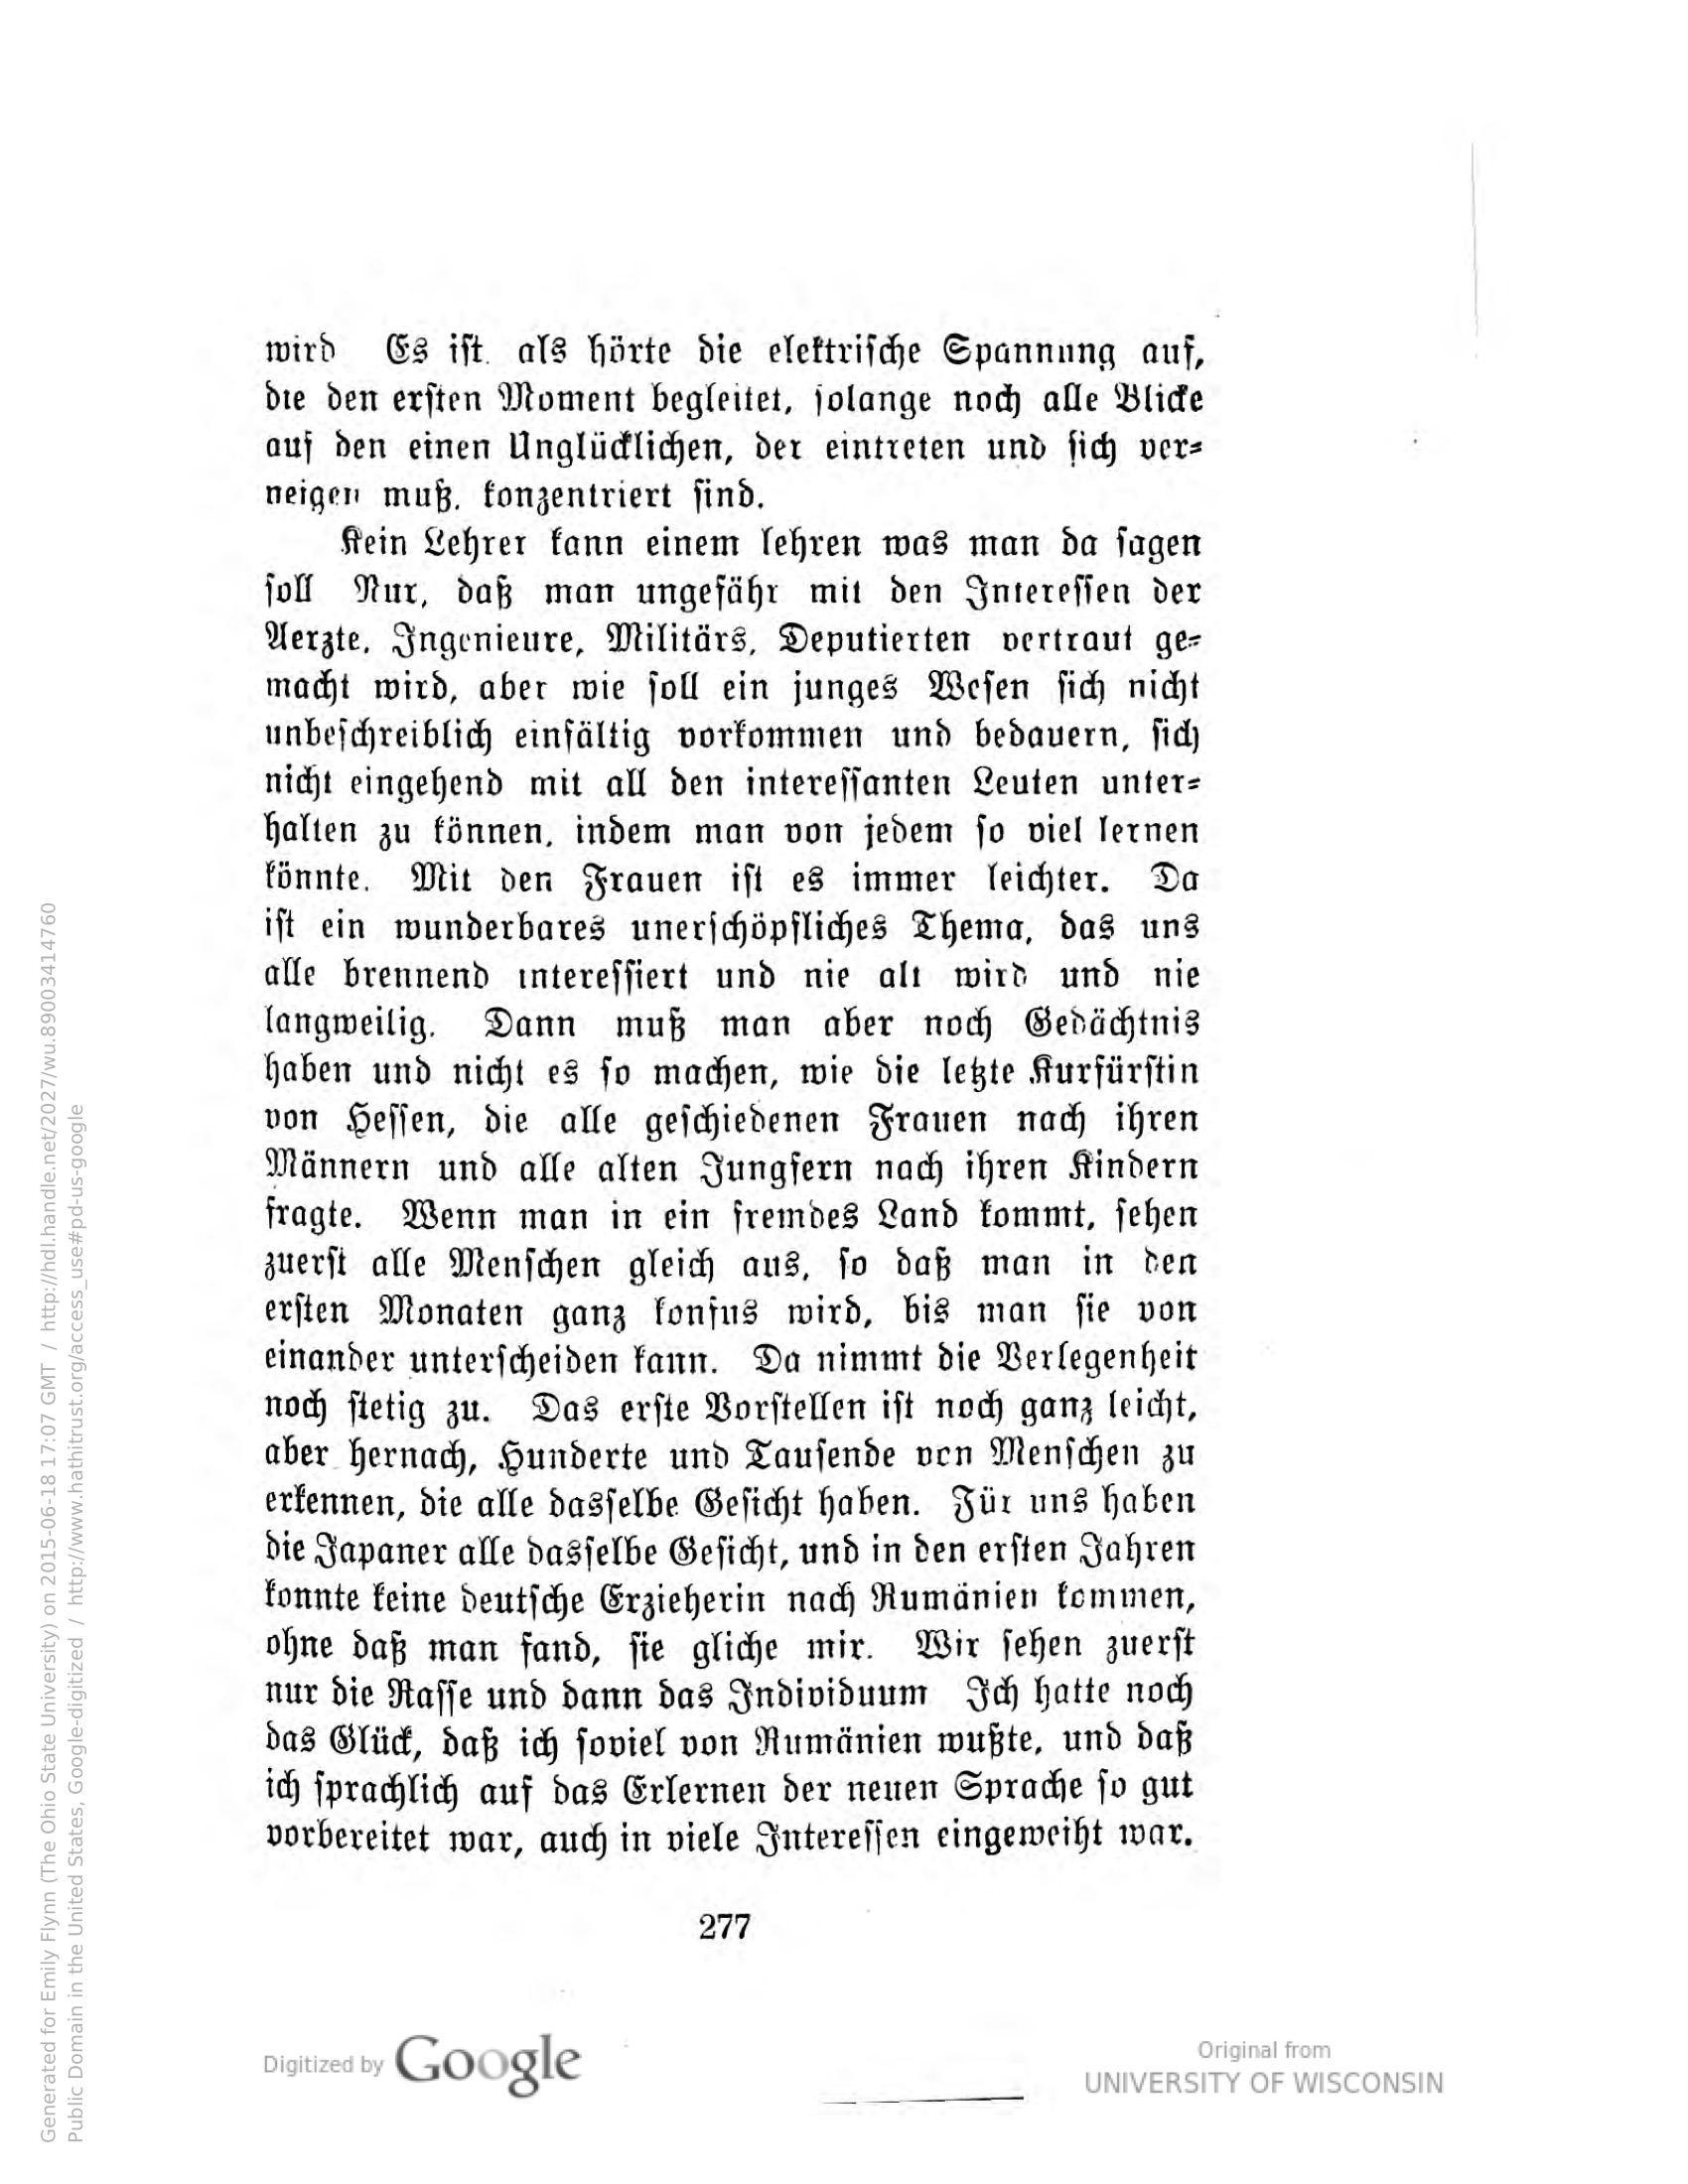 wird Es ist. als hörte die elektrische Spannung auf,
die den ersten Moment begleitet, solange noch alle Blicke
auf den einen Unglücklichen, der eintreten und sich ver-
neigen muß, konzentriert sind.
Kein Lehrer kann einem lehren was man da sagen
soll Nur, daß man ungefähr mit den Interessen der
Aerzte, Ingenieure, Militärs, Deputierten vertraut ge-
macht wird, aber wie soll ein junges Wesen sich nicht
unbeschreiblich einfältig vorkommen und bedauern, sich
nicht eingehend mit all den interessanten Leuten unter-
halten zu können, indem man von jedem so viel lernen
könnte. Mit den Frauen ist es immer leichter. Da
ist ein wunderbares unerschöpfliches Thema, das uns
alle brennend interessiert und nie alt wird und nie
langweilig. Dann muß man aber noch Gedächtnis
haben und nicht es so machen, wie die letzte Kurfürstin
von Hessen, die alle geschiedenen Frauen nach ihren
Männern und alle alten Jungfern nach ihren Kindern
fragte. Wenn man in ein fremdes Land kommt, sehen
zuerst alle Menschen gleich aus, so daß man in den
ersten Monaten ganz konfus wird, bis man sie von
einander unterscheiden kann. Da nimmt die Verlegenheit
noch stetig zu. Das erste Vorstellen ist noch ganz leicht,
aber hernach, Hunderte und Tausende von Menschen zu
erkennen, die alle dasselbe Gesicht haben. Für uns haben
die Japaner alle dasselbe Gesicht, und in den ersten Jahren
konnte keine deutsche Erzieherin nach Rumänien kommen,
ohne daß man fand, sie gliche mir. Wir sehen zuerst
nur die Rasse und dann das Individuum Ich hatte noch
das Glück, daß ich soviel von Rumänien wußte, und daß
ich sprachlich auf das Erlernen der neuen Sprache so gut
vorbereitet war, auch in viele Interessen eingeweiht war.
277
Digitized by Google
Original from
UNIVERSITY OF WISCONSIN
Generated for Emily Flynn (The Ohio State University) on 2015-06-18 17:07 GMT / http://hdl.handle.net/2027/wu.89003414760
Public Domain in the United States, Google-digitized / http://www.hathitrust.org/access_use#pd-us-google